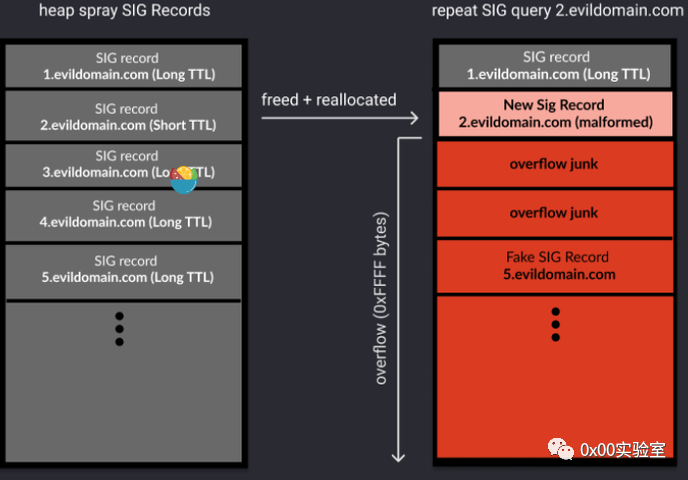 heap spray SIG Records
SIG record
1.evildomain.com (Long TTL)
SIG record
2.evildomain.com (Short TTL)
SIG record
3.evildomain.com (Lo TTL)
SIG record
4.evildomain.com (Long TTL)
SIG record
5.evildomain.com (Long TTL)
freed + reallocated
overflow (0xFFFF bytes)
repeat SIG query 2.evildomain.com
SIG record
1.evildomain.com (Long TTL)
New Sig Record
2.evildomain.com (malformed)
overflow junk
overflow junk
Fake SIG Record
5.evildomain.com
0x00实验室